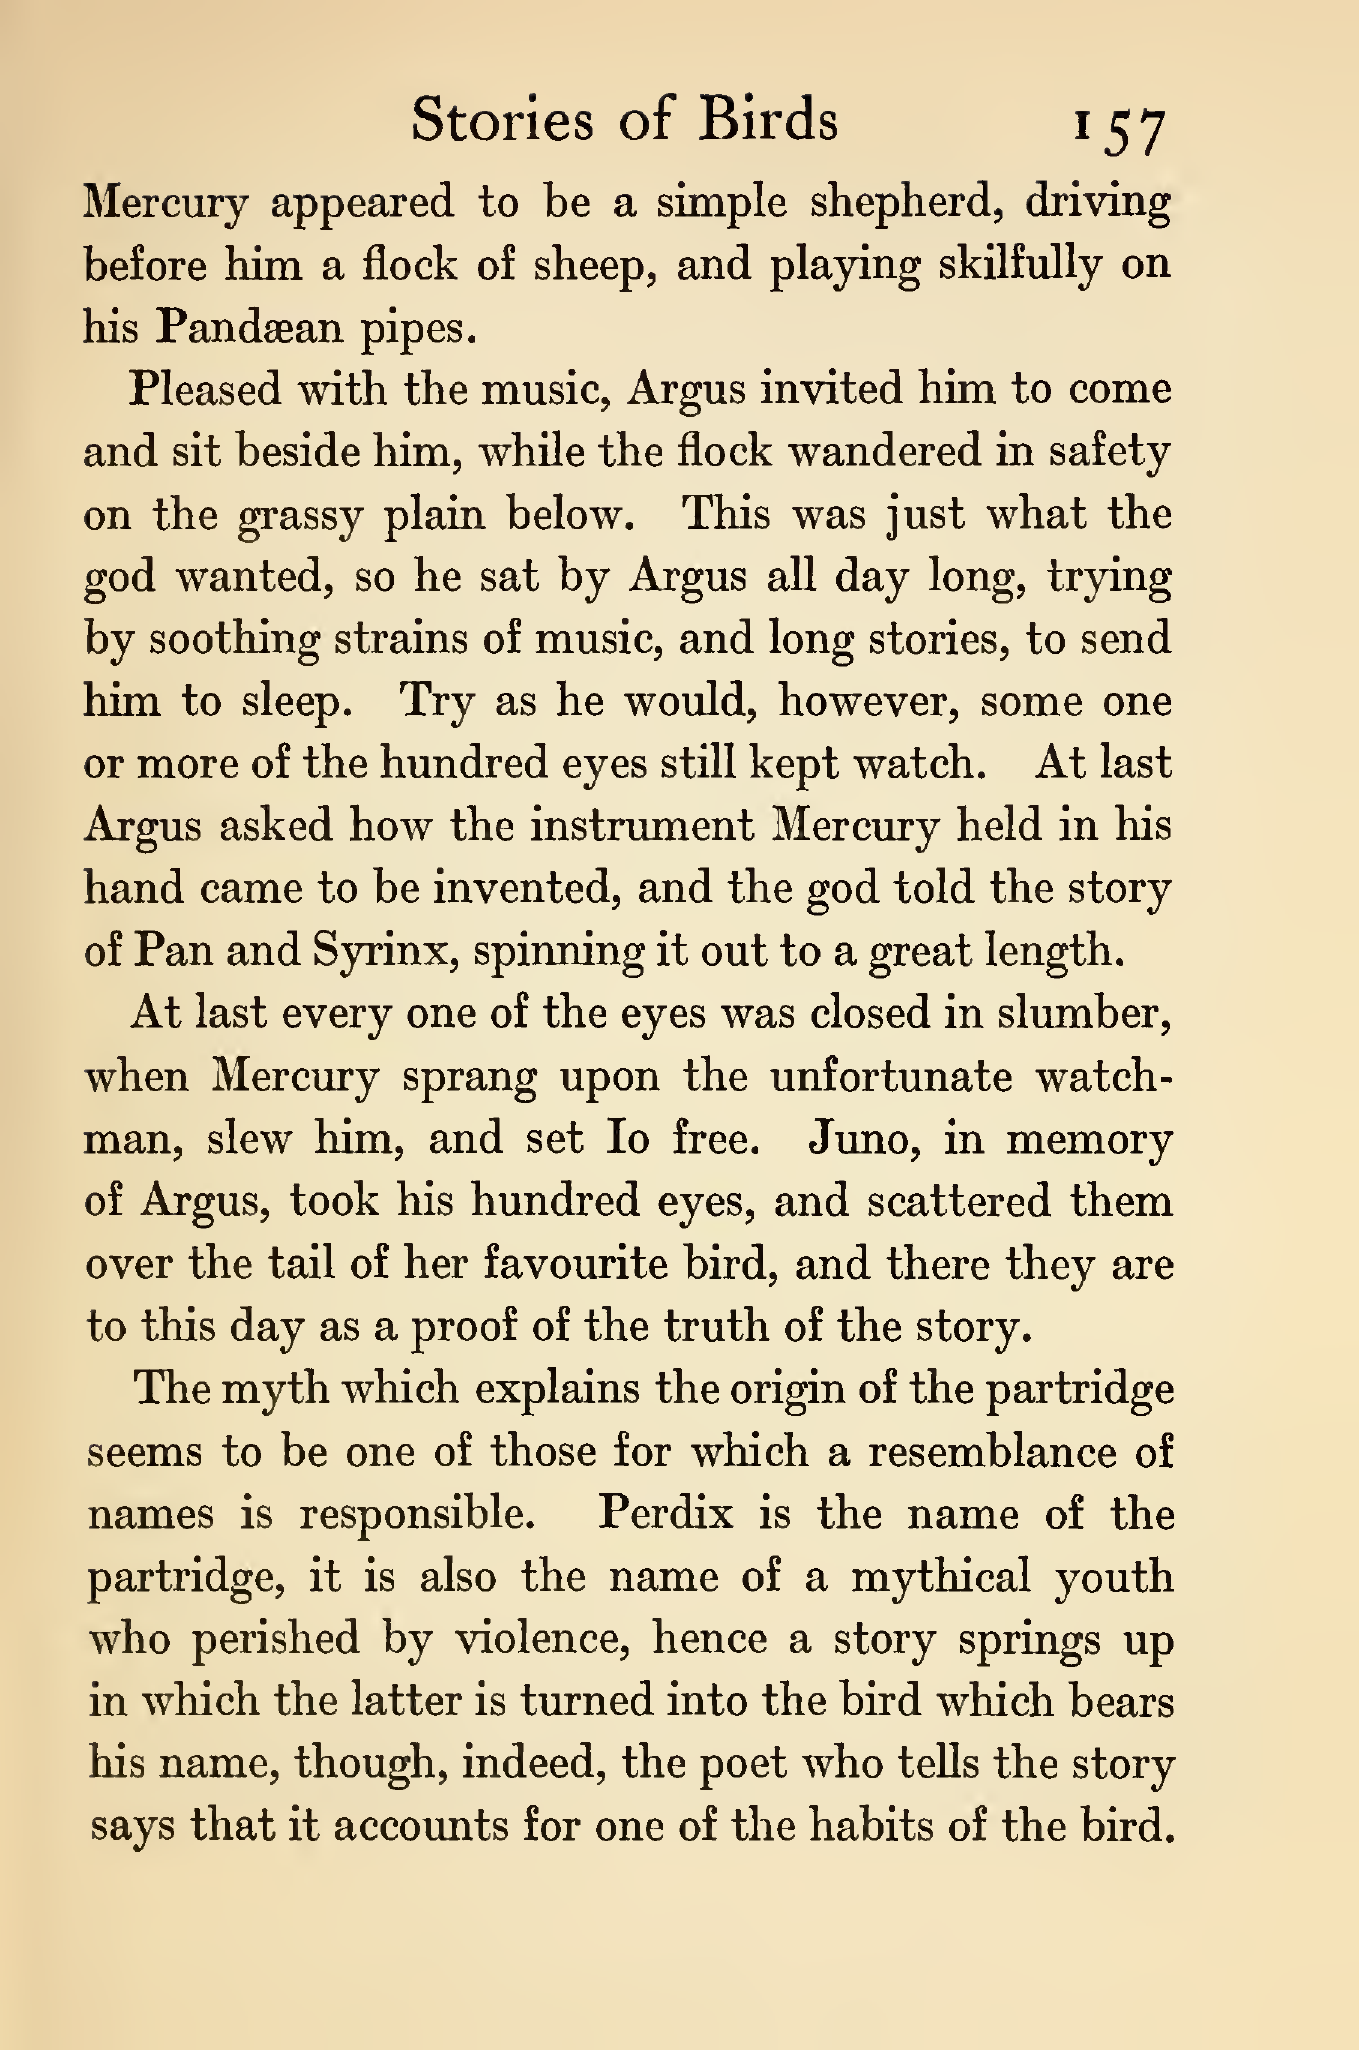 Stories of Birds 157
Mercury appeared to be a simple shepherd, driving
before him a flock of sheep, and playing skilfully on
his Pandæan pipes.
Pleased with the music, Argus invited him to come
and sit beside him, while the flock wandered in safety
on the grassy plain below. This was just what the
god wanted, so he sat by Argus all day long, trying
by soothing strains of music, and long stories, to send
him to sleep. Try as he would, however, some one
or more of the hundred eyes still kept watch. At last
Argus asked how the instrument Mercury held in his
hand came to be invented, and the god told the story
of Pan and Syrinx, spinning it out to a great length.
At last every one of the eyes was closed in slumber,
when Mercury sprang upon the unfortunate watch-
man, slew him, and set Io free. Juno, in memory
of Argus, took his hundred eyes, and scattered them
over the tail of her favourite bird, and there they are
to this day as a proof of the truth of the story.
The myth which explains the origin of the partridge
seems to be one of those for which a resemblance of
names is responsible. Perdix is the name of the
partridge, it is also the name of a mythical youth
who perished by violence, hence a story springs up
in which the latter is turned into the bird which bears
his name, though, indeed, the poet who tells the story
says that it accounts for one of the habits of the bird.